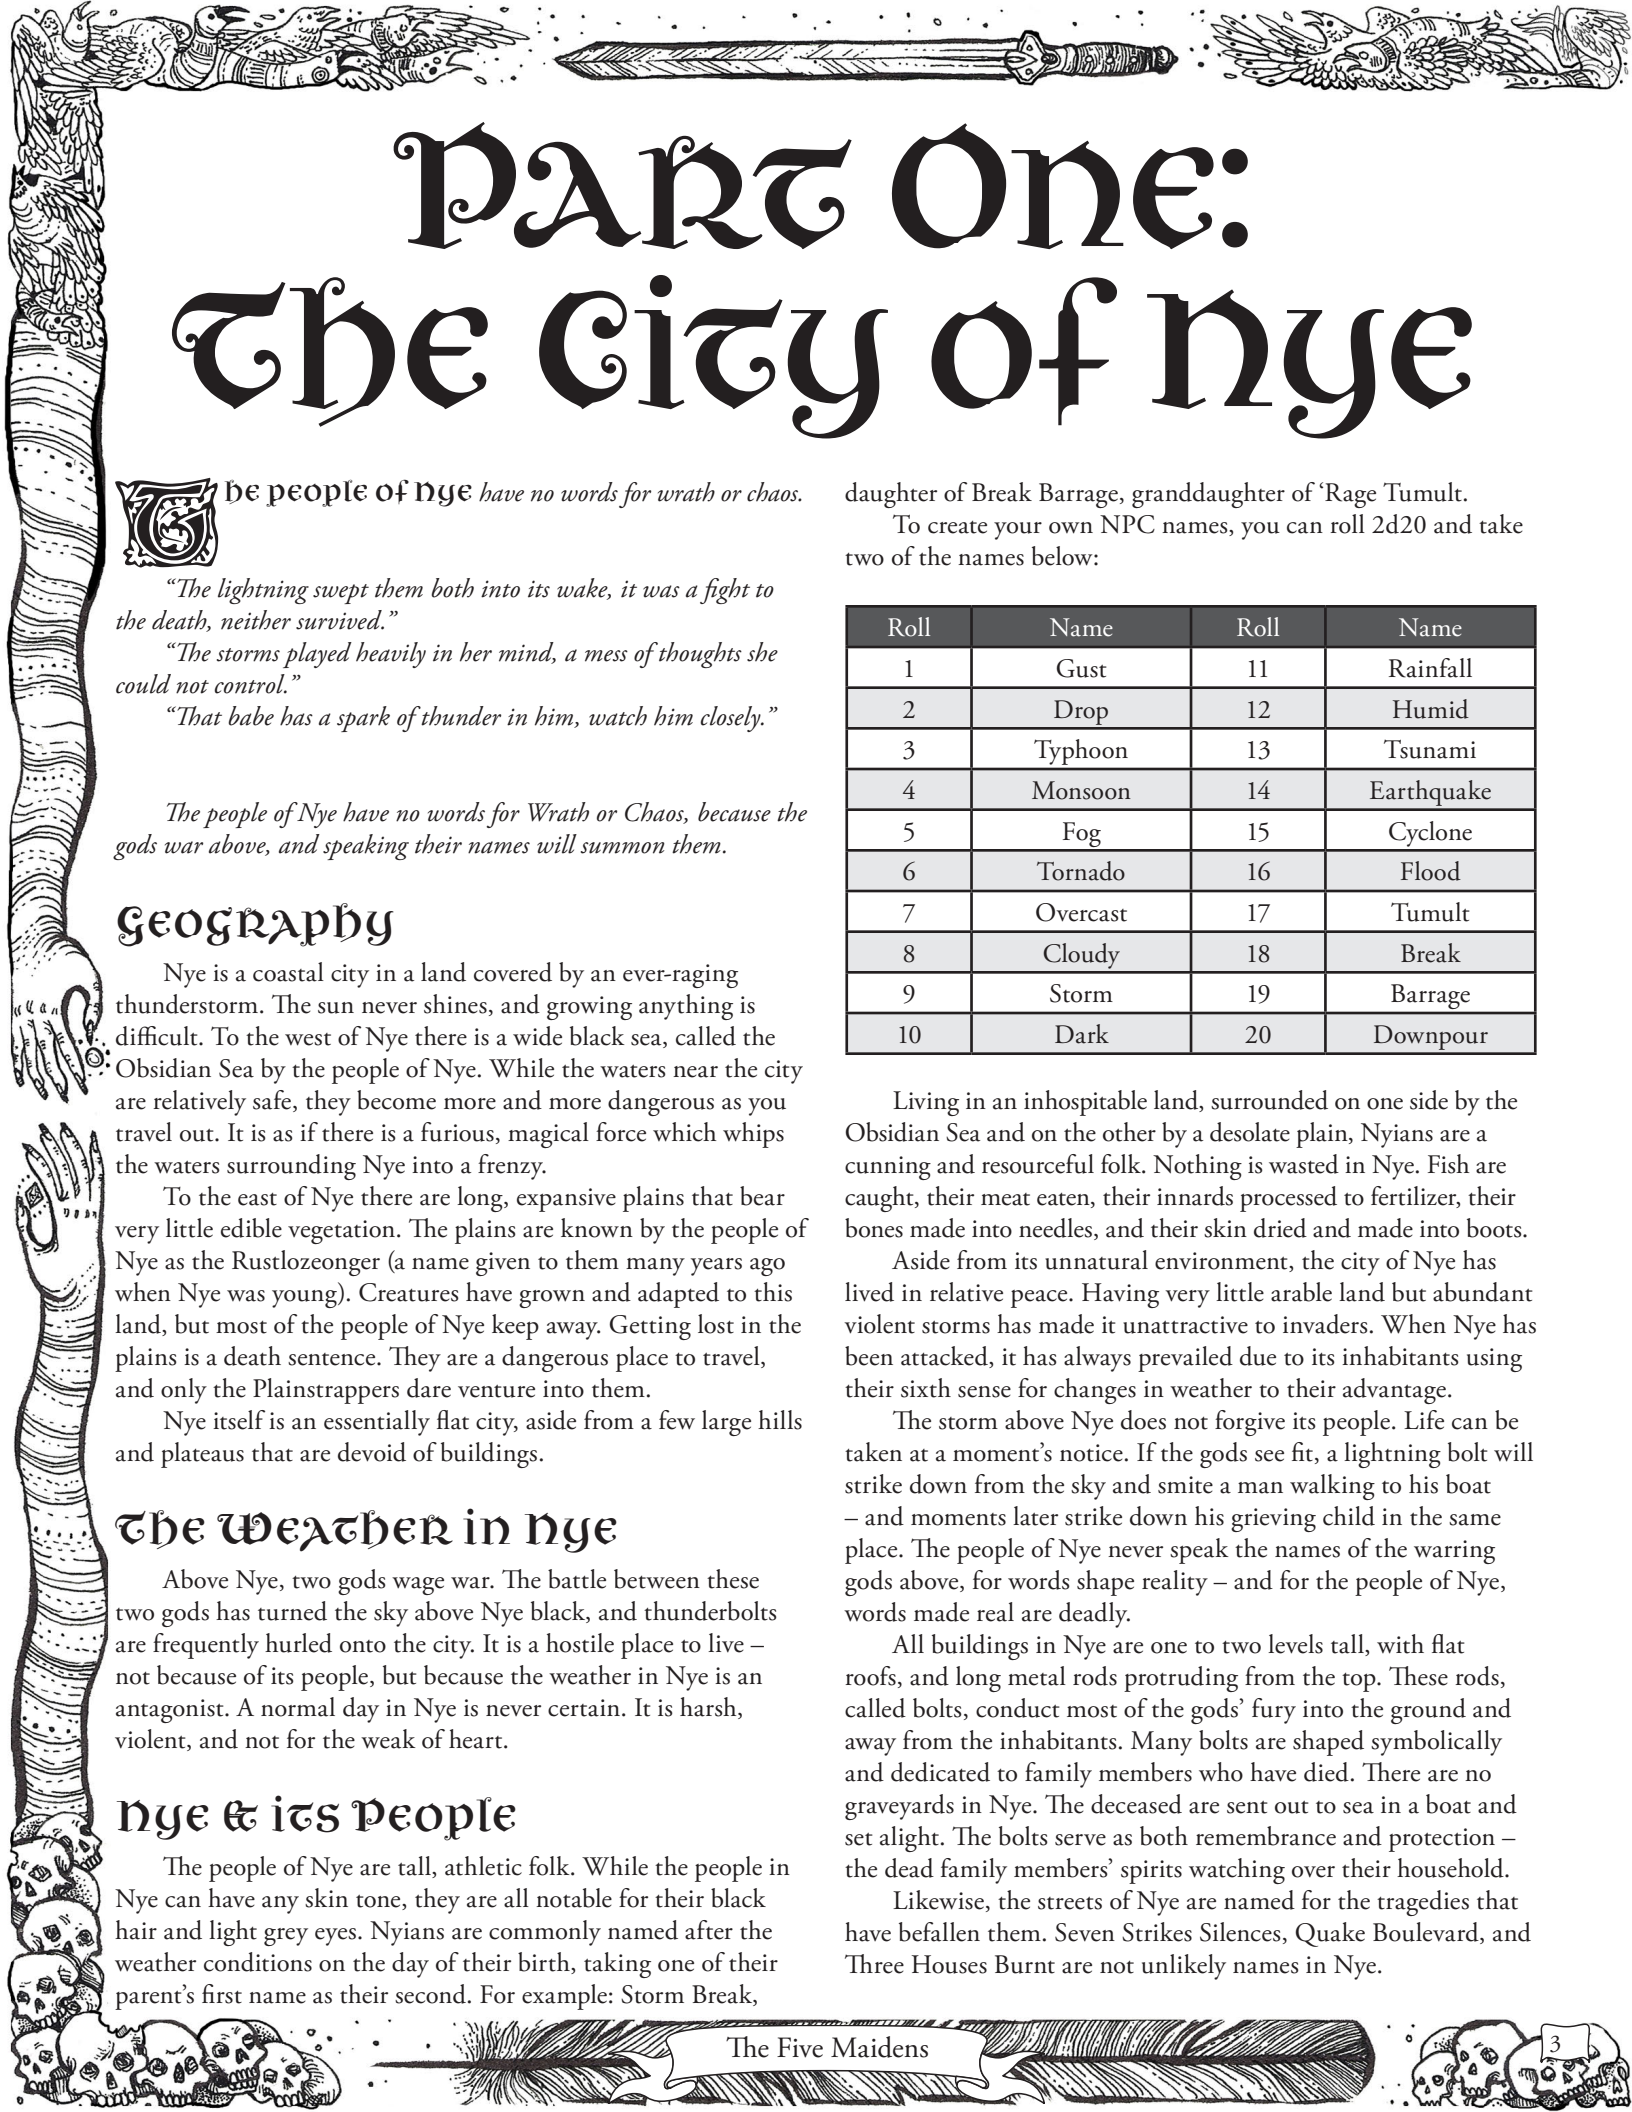 Part One:
The City of Nye
The people of Nye have no words for wrath or chaos.
“The lightning swept them both into its wake, it was a fight to
the death, neither survived.”
“The storms played heavily in her mind, a mess of thoughts she
could not control.”
“That babe has a spark of thunder in him, watch him closely.”
The people of Nye have no words for Wrath or Chaos, because the
gods war above, and speaking their names will summon them.
Geography
Nye is a coastal city in a land covered by an ever-raging
thunderstorm. The sun never shines, and growing anything is
difficult. To the west of Nye there is a wide black sea, called the
Obsidian Sea by the people of Nye. While the waters near the city
are relatively safe, they become more and more dangerous as you
travel out. It is as if there is a furious, magical force which whips
the waters surrounding Nye into a frenzy.
To the east of Nye there are long, expansive plains that bear
very little edible vegetation. The plains are known by the people of
Nye as the Rustlozeonger (a name given to them many years ago
when Nye was young). Creatures have grown and adapted to this
land, but most of the people of Nye keep away. Getting lost in the
plains is a death sentence. They are a dangerous place to travel,
and only the Plainstrappers dare venture into them.
Nye itself is an essentially flat city, aside from a few large hills
and plateaus that are devoid of buildings.
The Weather in Nye
Above Nye, two gods wage war. The battle between these
two gods has turned the sky above Nye black, and thunderbolts
are frequently hurled onto the city. It is a hostile place to live –
not because of its people, but because the weather in Nye is an
antagonist. A normal day in Nye is never certain. It is harsh,
violent, and not for the weak of heart.
Nye & its People
The people of Nye are tall, athletic folk. While the people in
Nye can have any skin tone, they are all notable for their black
hair and light grey eyes. Nyians are commonly named after the
weather conditions on the day of their birth, taking one of their
parent’s first name as their second. For example: Storm Break,
daughter of Break Barrage, granddaughter of ‘Rage Tumult.
To create your own NPC names, you can roll 2d20 and take
two of the names below:
Roll Name Roll Name
1 Gust 11 Rainfall
2 Drop 12 Humid
3 Typhoon 13 Tsunami
4 Monsoon 14 Earthquake
5 Fog 15 Cyclone
6 Tornado 16 Flood
7 Overcast 17 Tumult
8 Cloudy 18 Break
9 Storm 19 Barrage
10 Dark 20 Downpour
Living in an inhospitable land, surrounded on one side by the
Obsidian Sea and on the other by a desolate plain, Nyians are a
cunning and resourceful folk. Nothing is wasted in Nye. Fish are
caught, their meat eaten, their innards processed to fertilizer, their
bones made into needles, and their skin dried and made into boots.
Aside from its unnatural environment, the city of Nye has
lived in relative peace. Having very little arable land but abundant
violent storms has made it unattractive to invaders. When Nye has
been attacked, it has always prevailed due to its inhabitants using
their sixth sense for changes in weather to their advantage.
The storm above Nye does not forgive its people. Life can be
taken at a moment’s notice. If the gods see fit, a lightning bolt will
strike down from the sky and smite a man walking to his boat
– and moments later strike down his grieving child in the same
place. The people of Nye never speak the names of the warring
gods above, for words shape reality – and for the people of Nye,
words made real are deadly.
All buildings in Nye are one to two levels tall, with flat
roofs, and long metal rods protruding from the top. These rods,
called bolts, conduct most of the gods’ fury into the ground and
away from the inhabitants. Many bolts are shaped symbolically
and dedicated to family members who have died. There are no
graveyards in Nye. The deceased are sent out to sea in a boat and
set alight. The bolts serve as both remembrance and protection –
the dead family members’ spirits watching over their household.
Likewise, the streets of Nye are named for the tragedies that
have befallen them. Seven Strikes Silences, Quake Boulevard, and
Three Houses Burnt are not unlikely names in Nye.
The Five Maidens
3